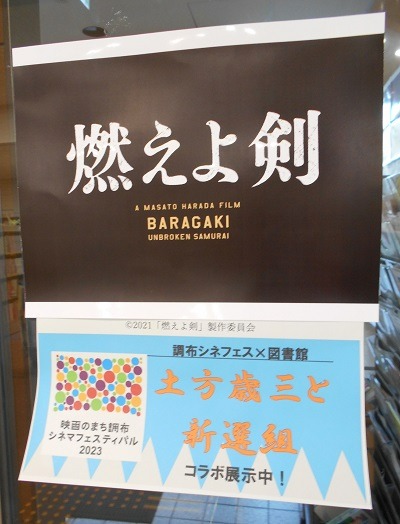 燃えよ剣
A MASATO HARADA FILM
BARAGAKI
UNBROKEN SAMURAI
©2021「燃えよ剣」製作委員会
調布シネフェス×図書館
土方歳三と
新選組
コラボ展示中!
映画のまち調布
シネマフェスティバル
2023